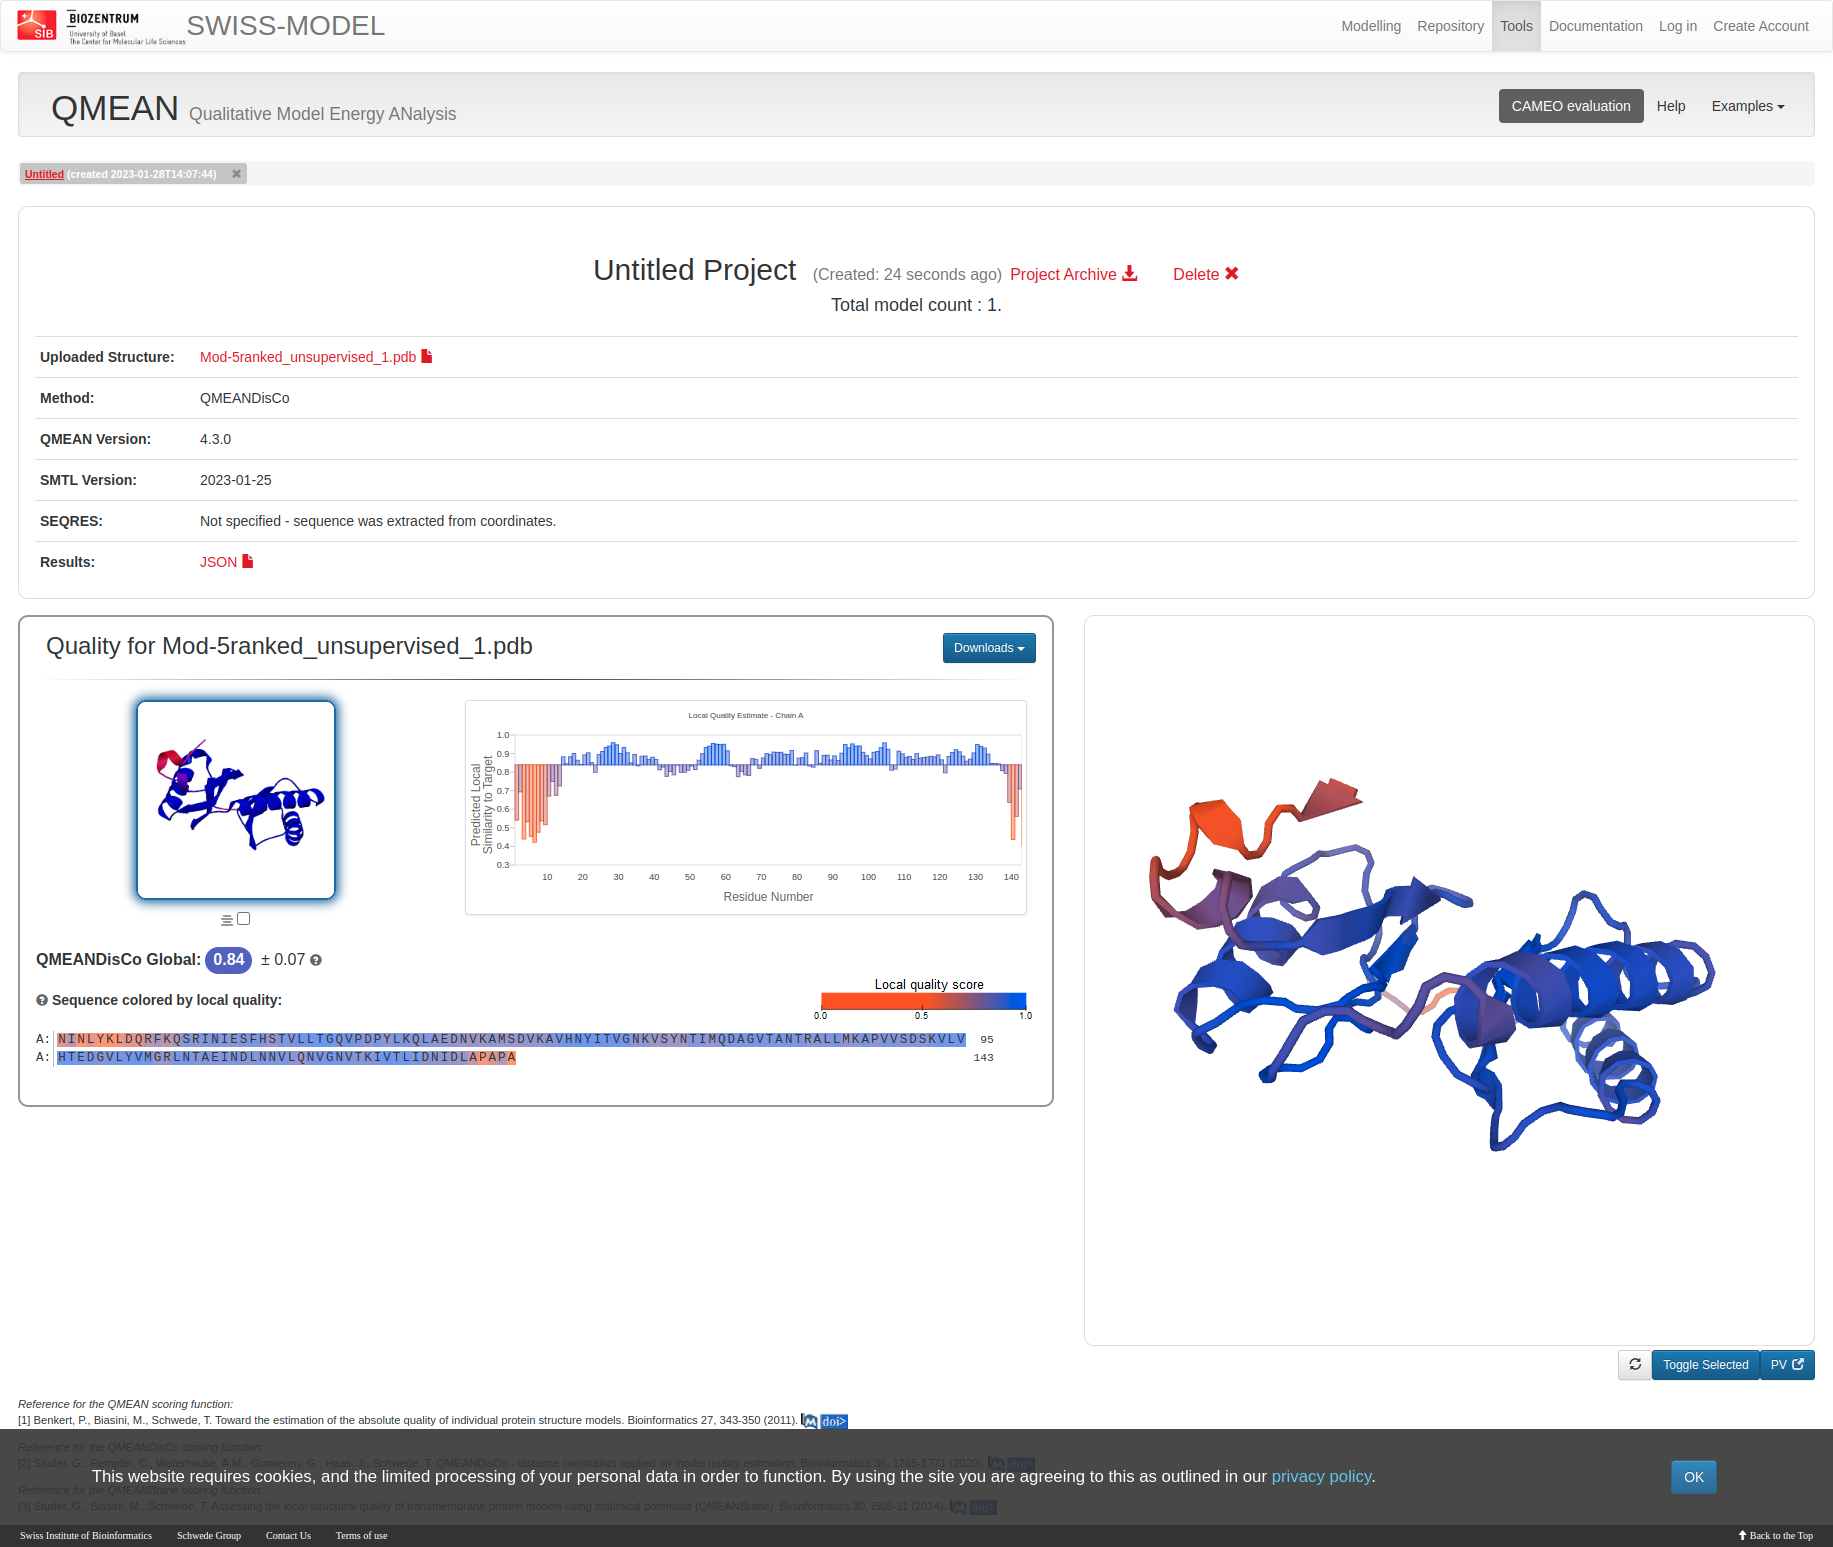 SIB
BIOZENTRUM
University of Basel
The Center for Molecular Life Sciences
SWISS-MODEL
Modelling Repository Tools Documentation Log in Create Account
QMEAN Qualitative Model Energy ANalysis
CAMEO evaluation Help Examples
Untitled (created 2023-01-28T14:07:44) ✖
Untitled Project (Created: 24 seconds ago) Project Archive Delete ✖
Total model count : 1.
Uploaded Structure: Mod-5ranked_unsupervised_1.pdb
Method: QMEANDisCo
QMEAN Version: 4.3.0
SMTL Version: 2023-01-25
SEQRES: Not specified - sequence was extracted from coordinates.
Results: JSON
Quality for Mod-5ranked_unsupervised_1.pdb
Downloads
Local Quality Estimate - Chain A
Predicted Local
Similarity to Target
1.0
0.9
0.8
0.7
0.6
0.5
0.4
0.3
10 20 30 40 50 60 70 80 90 100 110 120 130 140
Residue Number
QMEANDisCo Global: 0.84 ± 0.07
Sequence colored by local quality:
Local quality score
0.0 0.5 1.0
A: NINLYKLDQRFKQSRINIESFHSTVLLTGQVPDPYLKQLAEDNVKAMSDVKAVHNYITVGNKVSYNTIMQDAGVTANTRALLMKAPVVSDSKVLV 95
A: HTEDGVLYVMGRLNTAEINDLNNVLQNVGNVTKIVTLIDNIDLAPAPA 143
Toggle Selected
PV
Reference for the QMEAN scoring function:
[1] Benkert, P., Biasini, M., Schwede, T. Toward the estimation of the absolute quality of individual protein structure models. Bioinformatics 27, 343-350 (2011). M doi>
Reference for the QMEANDisCo scoring function:
[2] Studer, G., Rempfer, C., Waterhouse, A.M., Gumienny, G., Haas, J., Schwede, T. QMEANDisCo - distance constraints applied on model quality estimation. Bioinformatics 36, 1765-1771 (2020). M doi>
This website requires cookies, and the limited processing of your personal data in order to function. By using the site you are agreeing to this as outlined in our privacy policy.
OK
Reference for the QMEANBrane scoring function:
[3] Studer, G., Biasini, M., Schwede, T. Assessing the local structural quality of transmembrane protein models using statistical potentials (QMEANBrane). Bioinformatics 30, i505-11 (2014). M doi>
Swiss Institute of Bioinformatics Schwede Group Contact Us Terms of use
Back to the Top